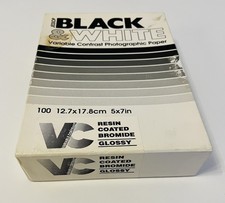 BLACK
& WHITE
Variable Contrast Photographic Paper
100 12.7x17.8cm 5x7in
VC
RESIN
COATED
BROMIDE
GLOSSY
VC
RESIN
COATED
BROMIDE
GLOSSY